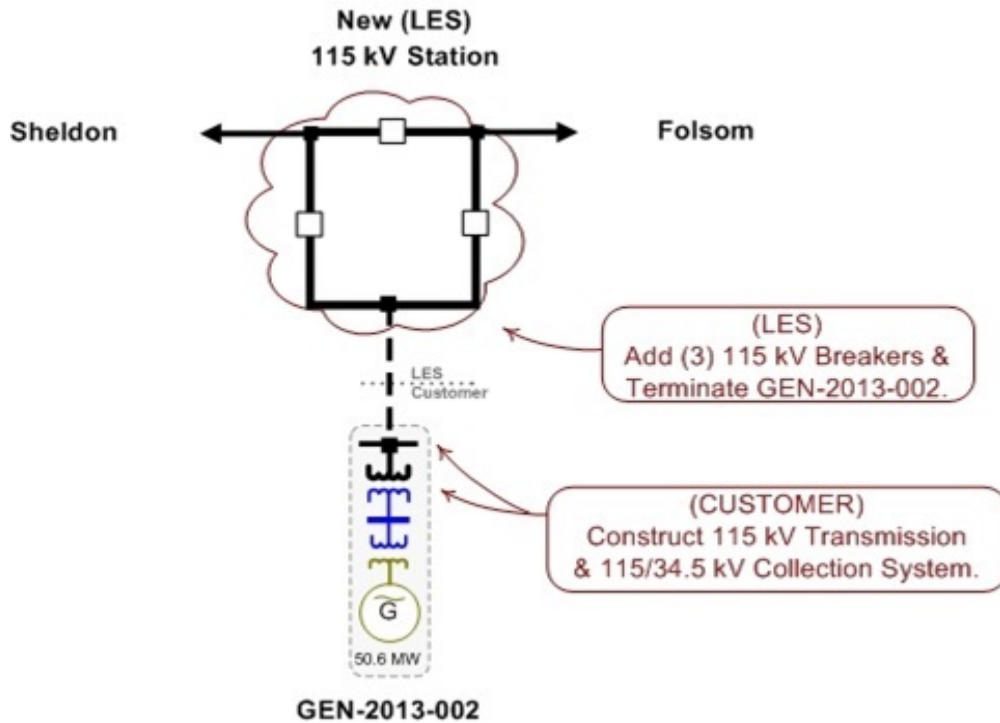 New (LES)
115 kV Station
Sheldon
Folsom
(LES)
Add (3) 115 kV Breakers &
Terminate GEN-2013-002.
LES
Customer
(CUSTOMER)
Construct 115 kV Transmission
& 115/34.5 kV Collection System.
G
50.6 MW
GEN-2013-002